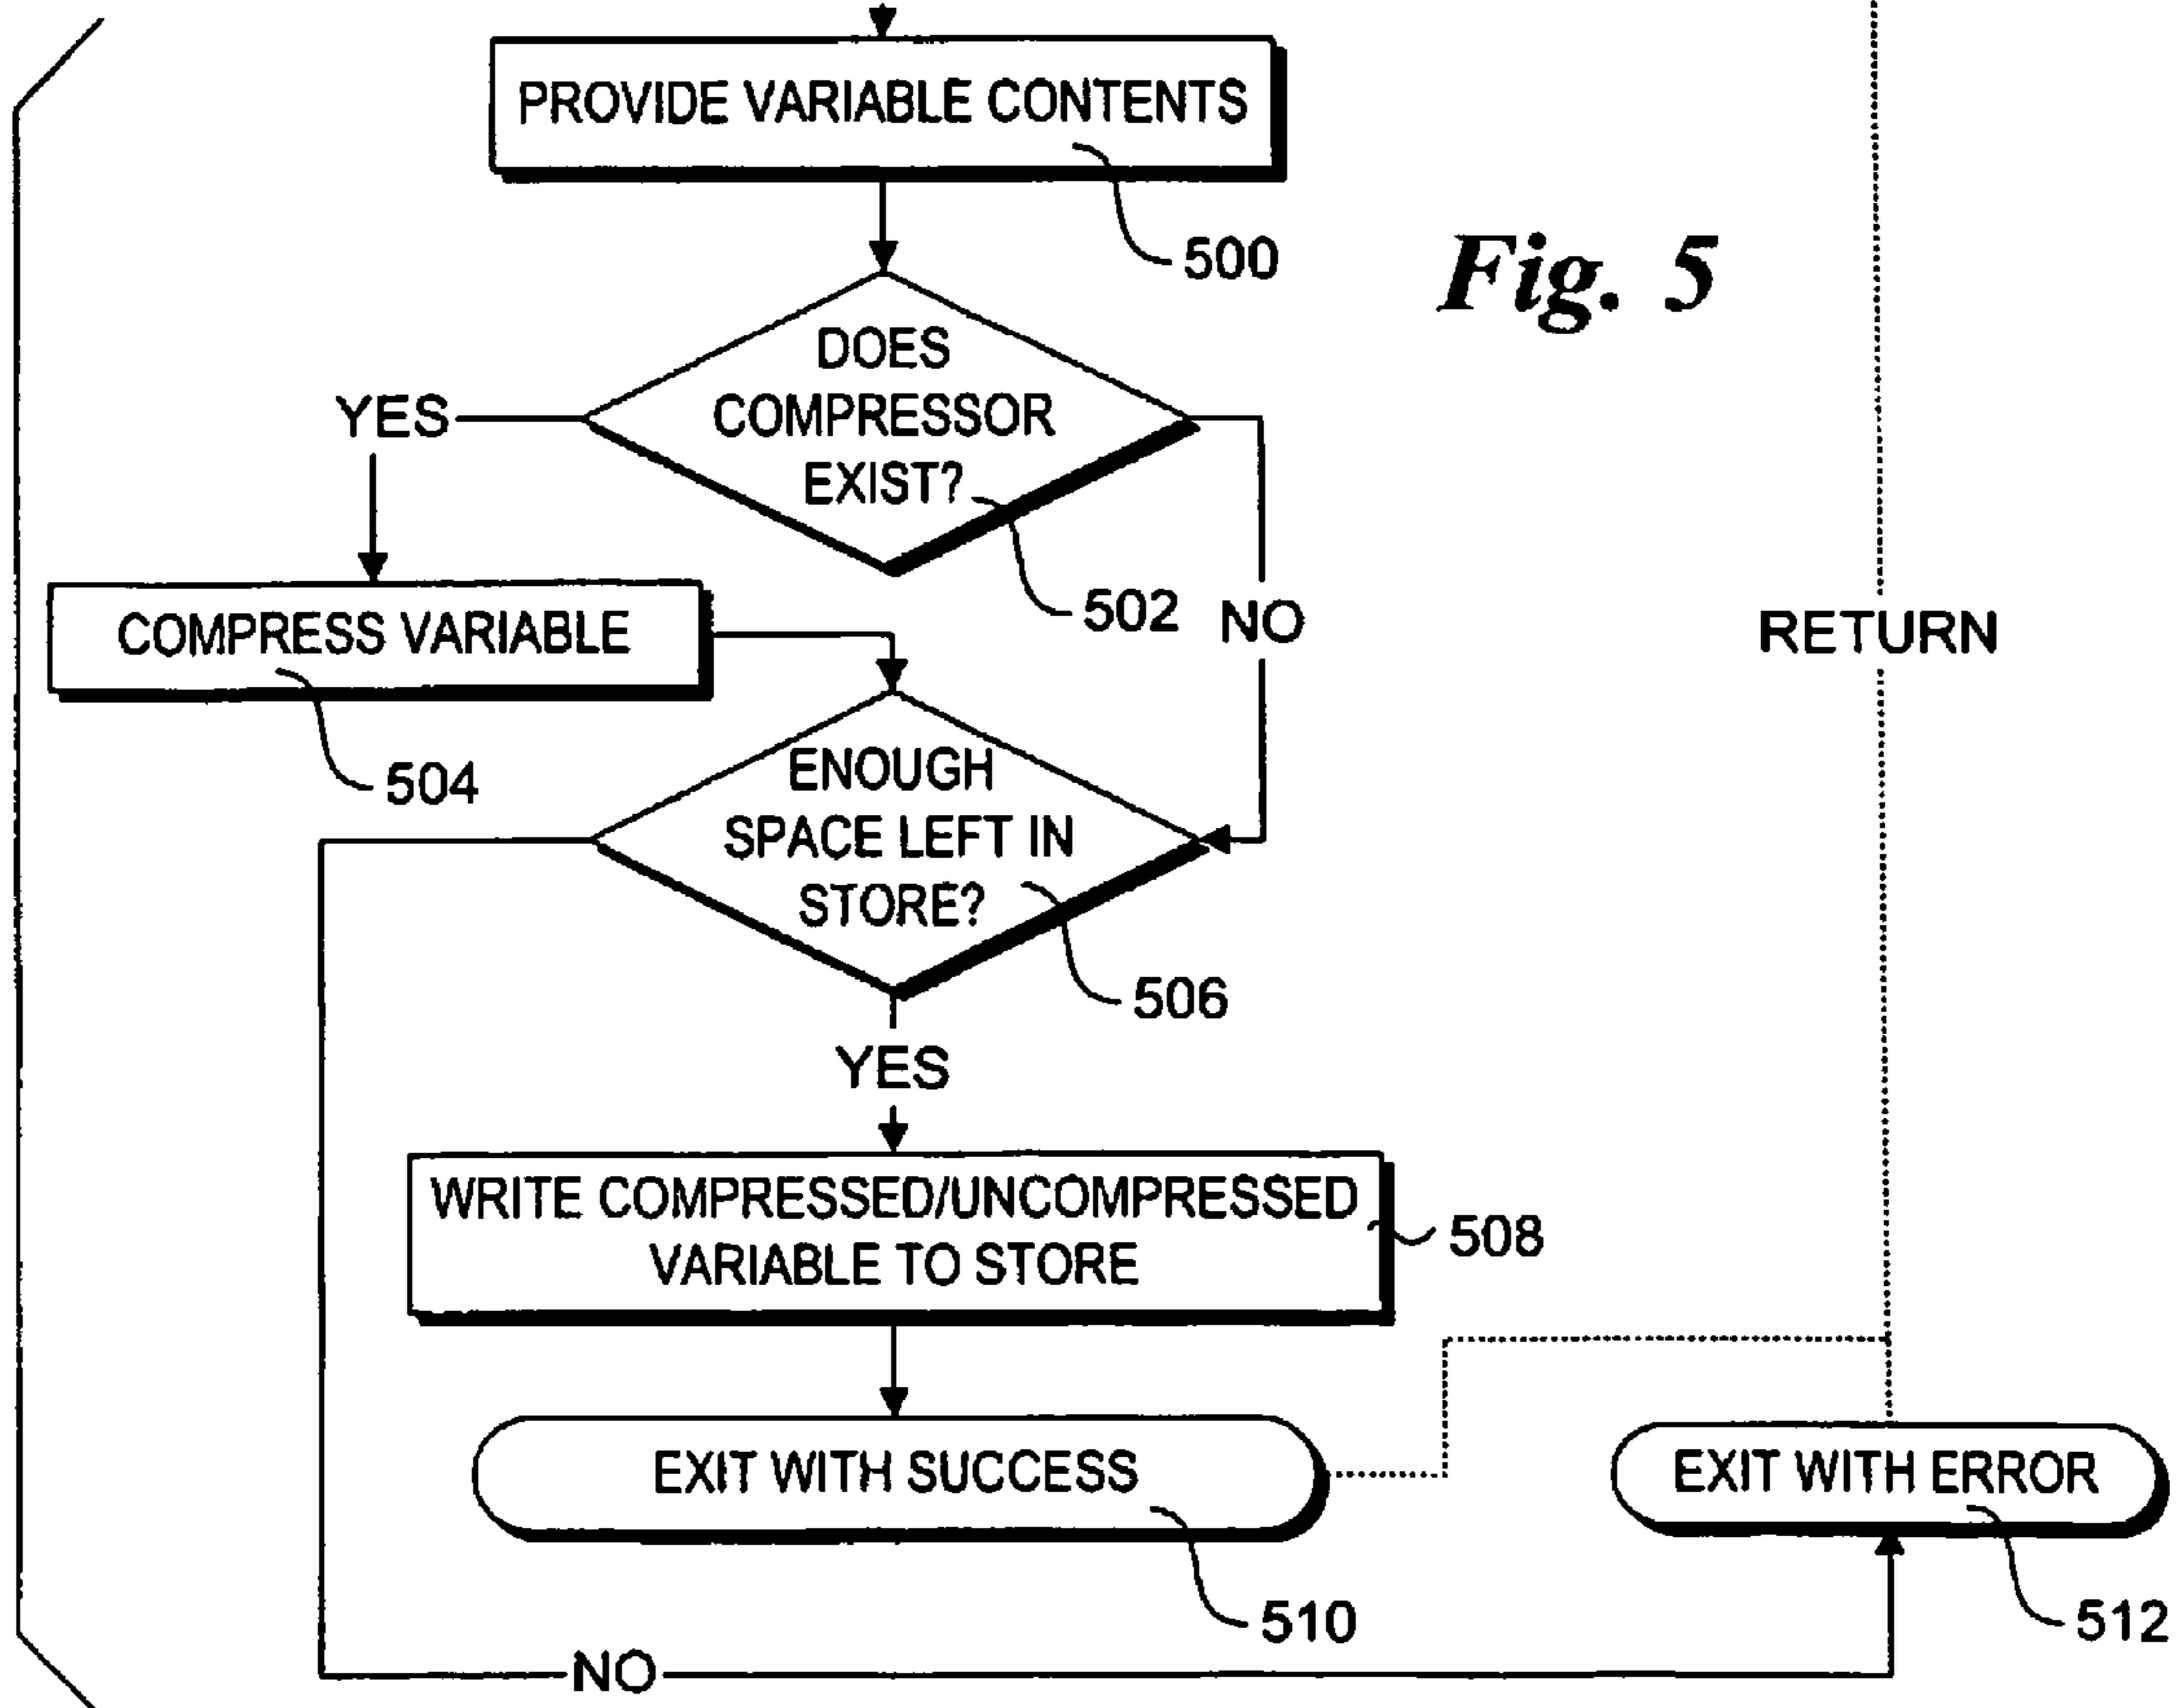 PROVIDE VARIABLE CONTENTS
500
Fig. 5
DOES
COMPRESSOR
EXIST?
YES
502
NO
RETURN
COMPRESS VARIABLE
504
ENOUGH
SPACE LEFT IN
STORE?
506
YES
WRITE COMPRESSED/UNCOMPRESSED
VARIABLE TO STORE
508
EXIT WITH SUCCESS
EXIT WITH ERROR
510
512
NO